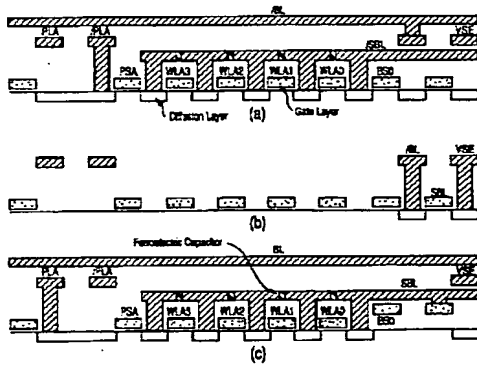 /BL
PLA /PLA /SBL VSE
PSA WLA3 WLA2 WLA1 WLA0 BS0
Diffusion Layer Gate Layer
(a)
/BL VSE
SBL
(b)
Ferroelectric Capacitor BL
PLA /PLA SBL VSE
PSA WLA3 WLA2 WLA1 WLA0 BS0
(c)